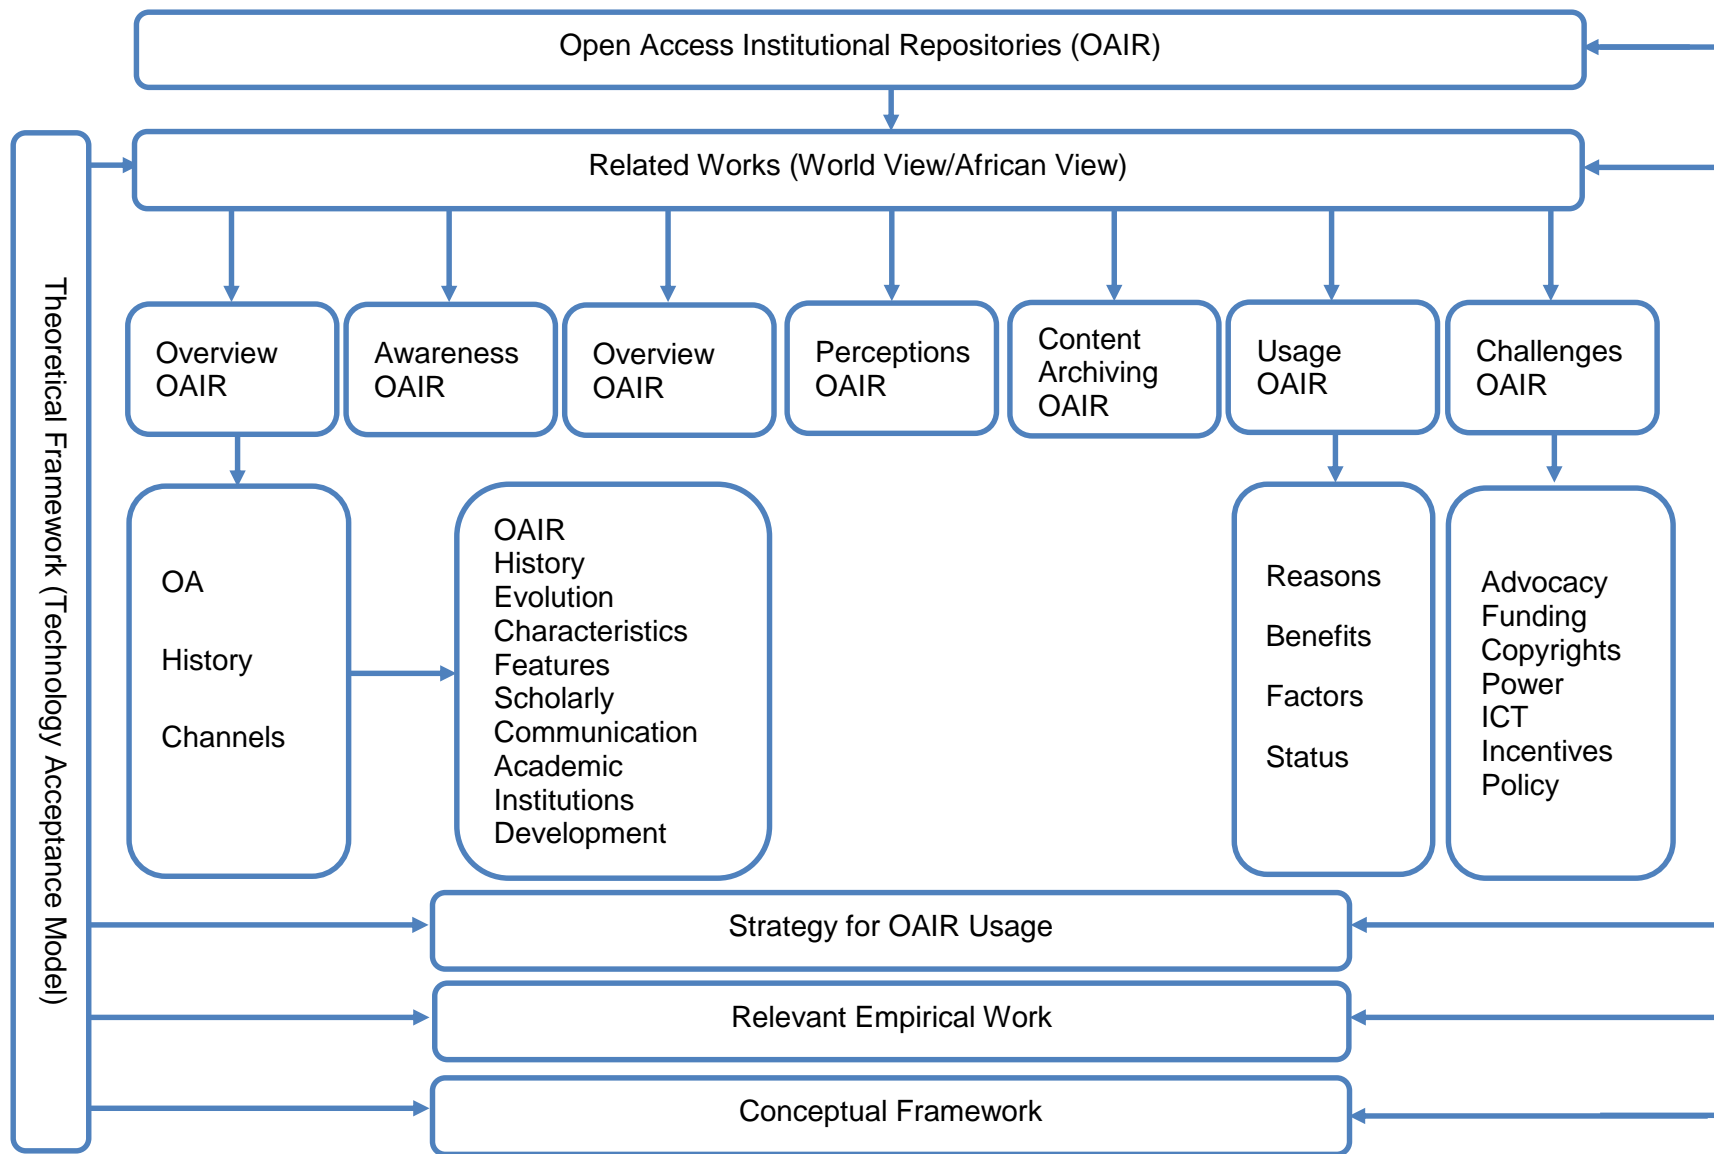 Open Access Institutional Repositories (OAIR)
Related Works (World View/African View)
Theoretical Framework (Technology Acceptance Model)
Overview
OAIR
Awareness
OAIR
Overview
OAIR
Perceptions
OAIR
Content
Archiving
OAIR
Usage
OAIR
Challenges
OAIR
OA
History
Channels
OAIR
History
Evolution
Characteristics
Features
Scholarly
Communication
Academic
Institutions
Development
Reasons
Benefits
Factors
Status
Advocacy
Funding
Copyrights
Power
ICT
Incentives
Policy
Strategy for OAIR Usage
Relevant Empirical Work
Conceptual Framework